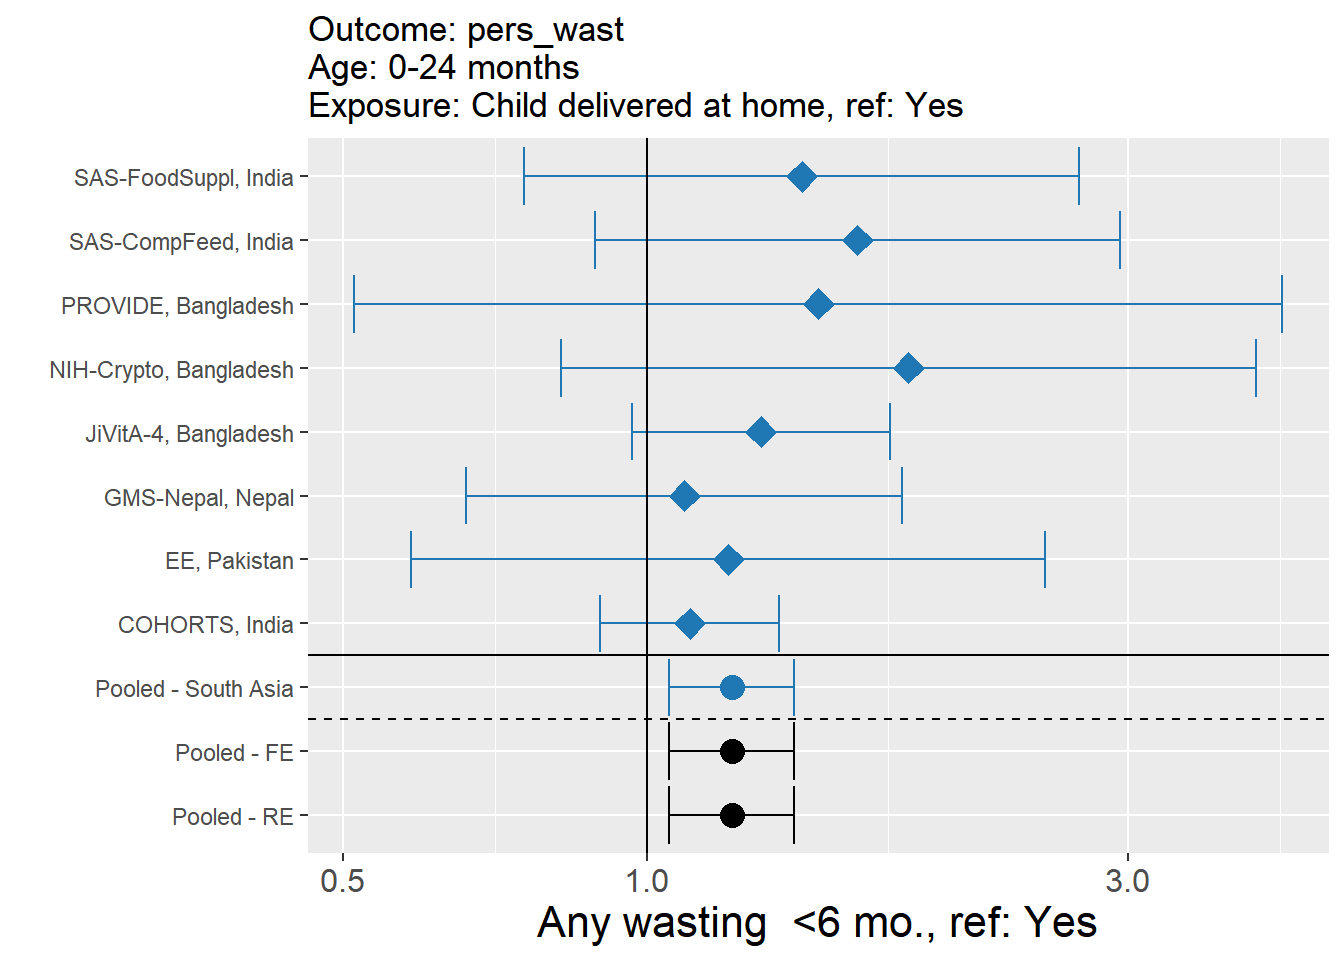 Outcome: pers_wast
Age: 0-24 months
Exposure: Child delivered at home, ref: Yes
SAS-FoodSuppl, India
SAS-CompFeed, India
PROVIDE, Bangladesh
NIH-Crypto, Bangladesh
JiVitA-4, Bangladesh
GMS-Nepal, Nepal
EE, Pakistan
COHORTS, India
Pooled - South Asia
Pooled - FE
Pooled - RE
0.5 1.0 3.0
Any wasting  <6 mo., ref: Yes